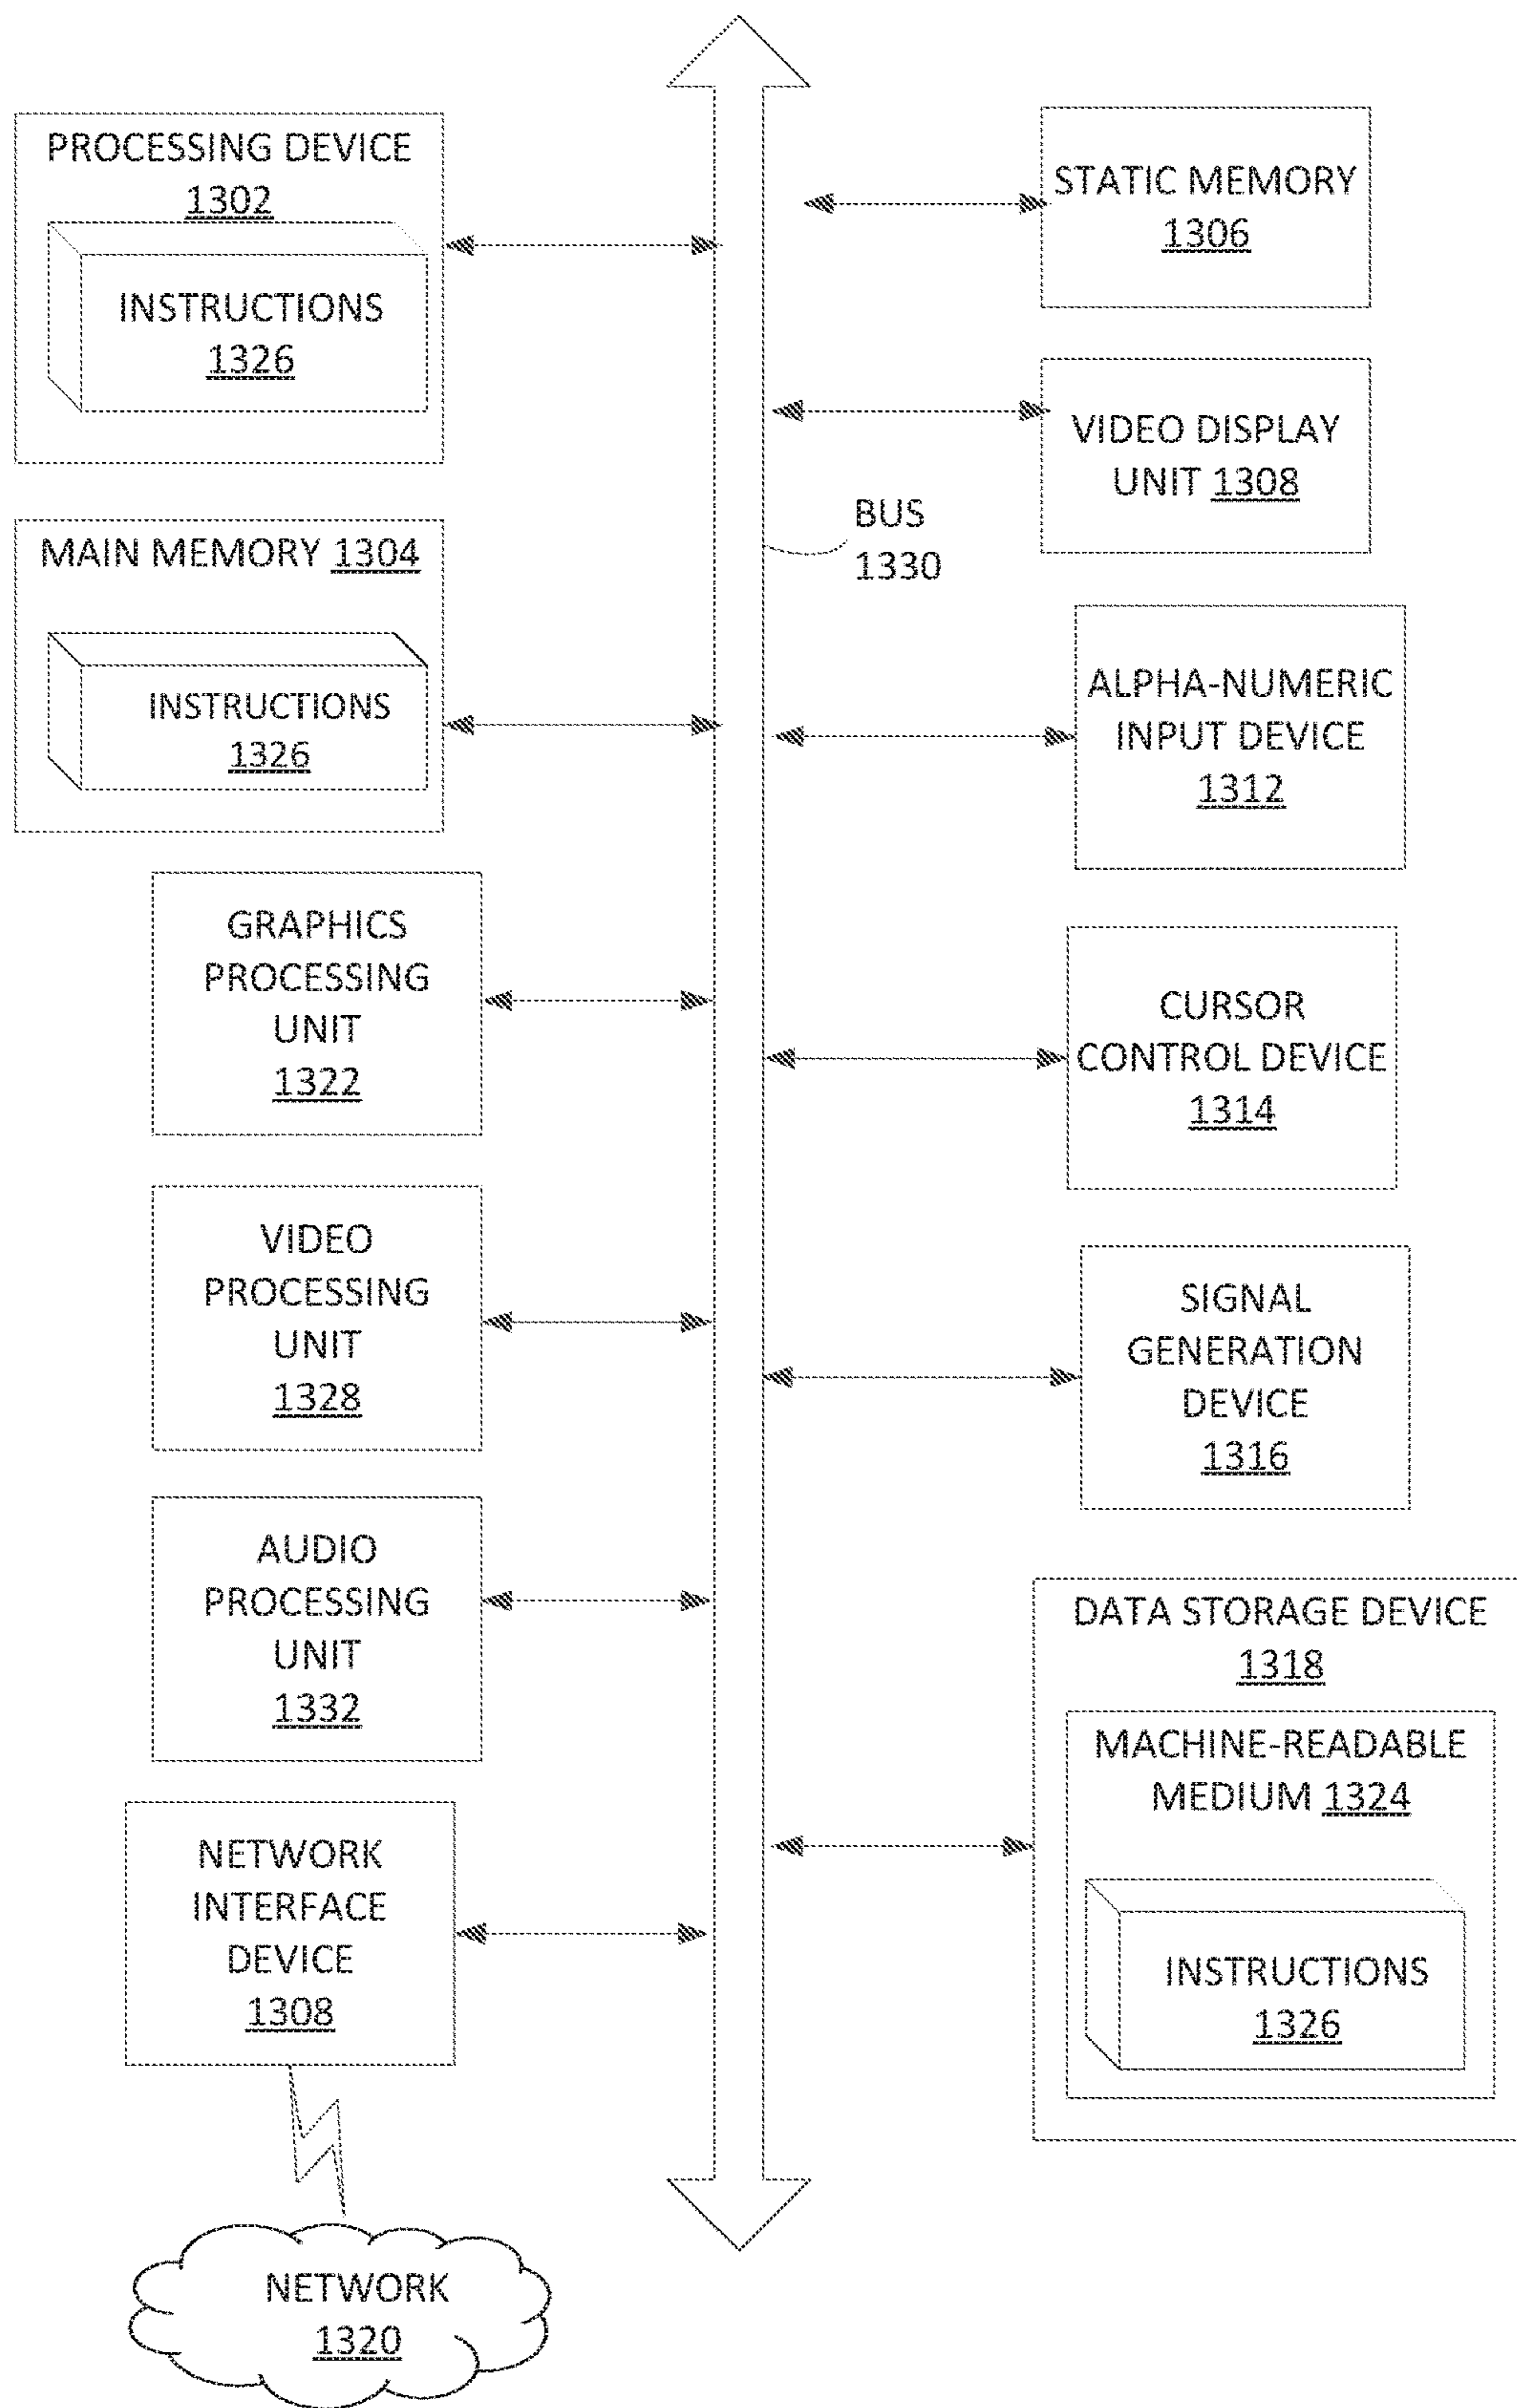 PROCESSING DEVICE
1302
INSTRUCTIONS
1326
MAIN MEMORY 1304
INSTRUCTIONS
1326
GRAPHICS
PROCESSING
UNIT
1322
VIDEO
PROCESSING
UNIT
1328
AUDIO
PROCESSING
UNIT
1332
NETWORK
INTERFACE
DEVICE
1308
NETWORK
1320
BUS
1330
STATIC MEMORY
1306
VIDEO DISPLAY
UNIT 1308
ALPHA-NUMERIC
INPUT DEVICE
1312
CURSOR
CONTROL DEVICE
1314
SIGNAL
GENERATION
DEVICE
1316
DATA STORAGE DEVICE
1318
MACHINE-READABLE
MEDIUM 1324
INSTRUCTIONS
1326